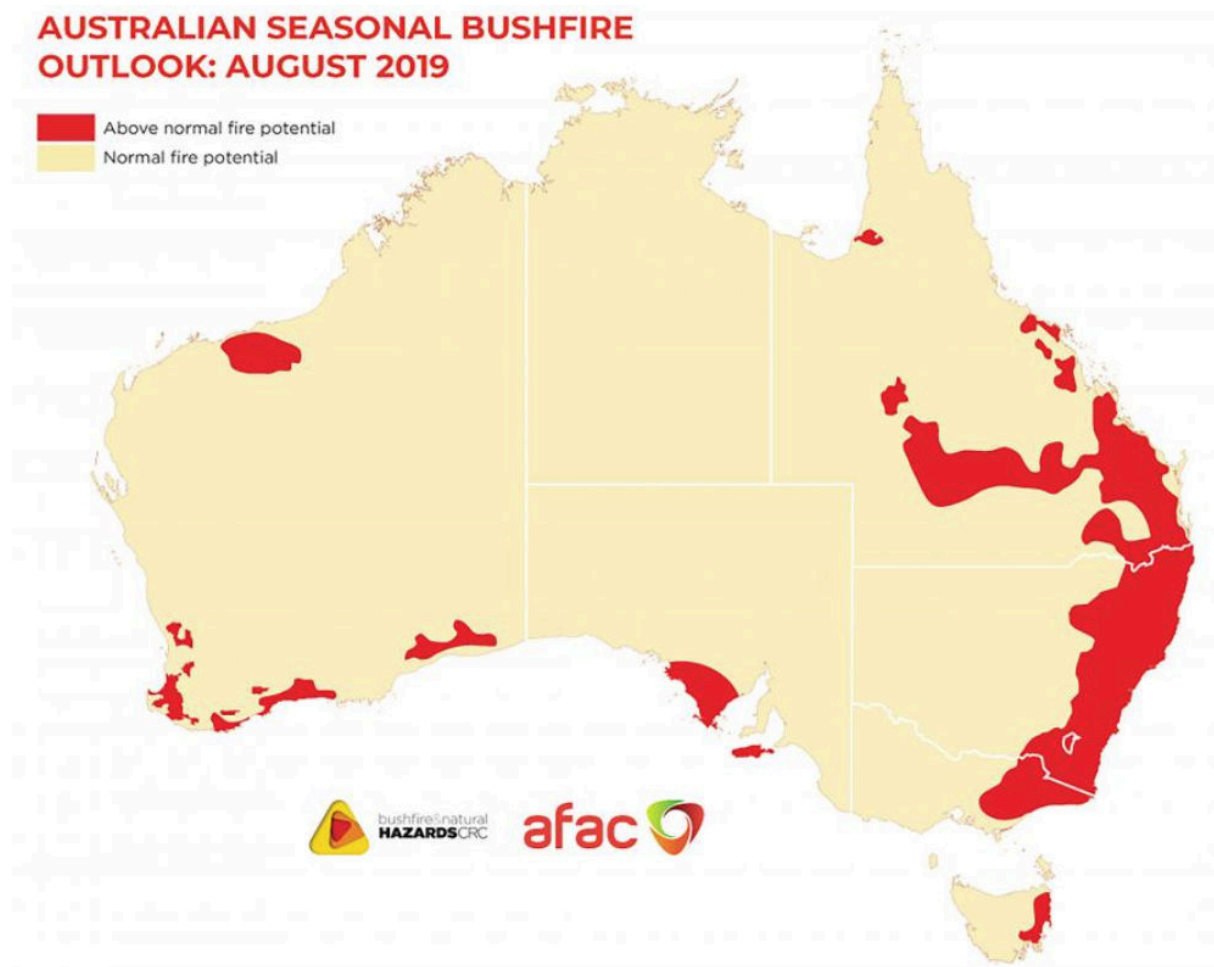 AUSTRALIAN SEASONAL BUSHFIRE
OUTLOOK: AUGUST 2019
Above normal fire potential
Normal fire potential
bushfire&natural
HAZARDSCRC
afac